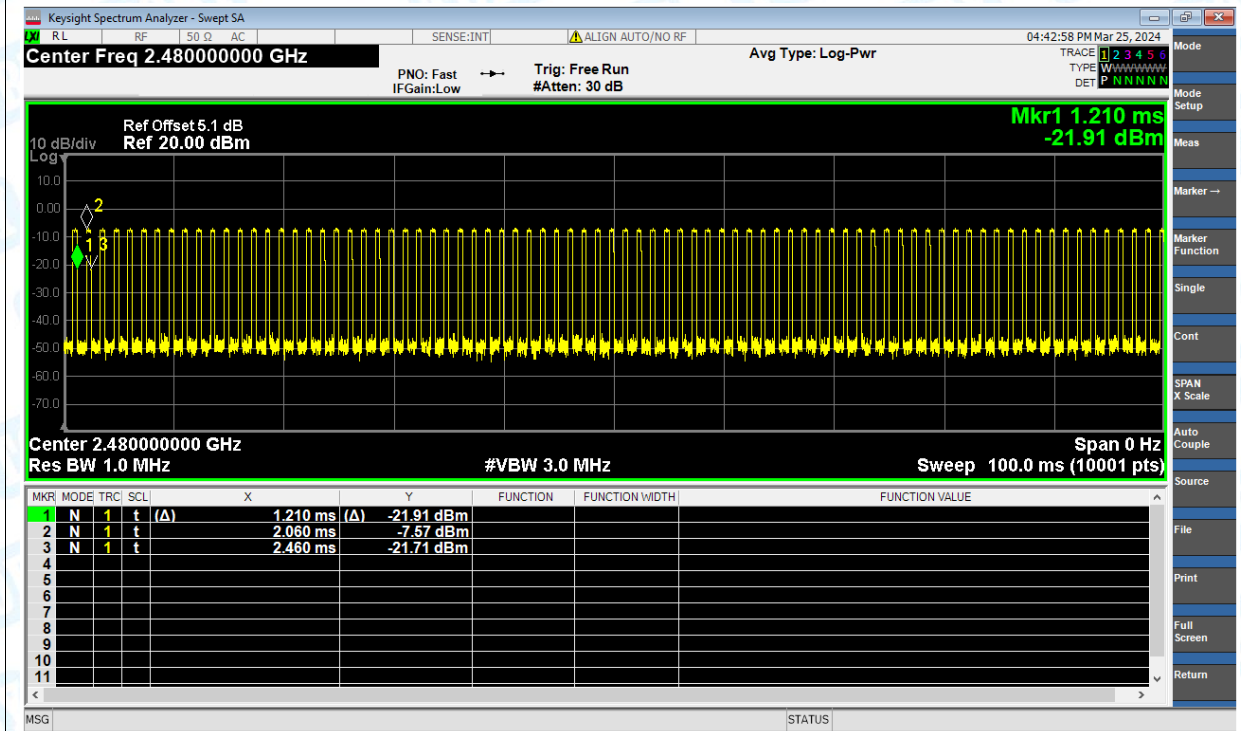 Keysight Spectrum Analyzer - Swept SA
LXI RL RF 50 Ω AC SENSE:INT ALIGN AUTO/NO RF 04:42:58 PM Mar 25, 2024
Center Freq 2.480000000 GHz Avg Type: Log-Pwr TRACE 1 2 3 4 5 6
PNO: Fast Trig: Free Run TYPE WWWWWW
IFGain:Low #Atten: 30 dB DET P N N N N N
Mkr1 1.210 ms
-21.91 dBm
Ref Offset 5.1 dB
10 dB/div Ref 20.00 dBm
Log
10.0
0.00
-10.0
-20.0
-30.0
-40.0
-50.0
-60.0
-70.0
2
1 3
Center 2.480000000 GHz Span 0 Hz
Res BW 1.0 MHz #VBW 3.0 MHz Sweep 100.0 ms (10001 pts)
MKR MODE TRC SCL X Y FUNCTION FUNCTION WIDTH FUNCTION VALUE
1 N 1 t (Δ) 1.210 ms (Δ) -21.91 dBm
2 N 1 t 2.060 ms -7.57 dBm
3 N 1 t 2.460 ms -21.71 dBm
4
5
6
7
8
9
10
11
MSG STATUS
Mode
Mode
Setup
Meas
Marker →
Marker
Function
Single
Cont
SPAN
X Scale
Auto
Couple
Source
File
Print
Full
Screen
Return